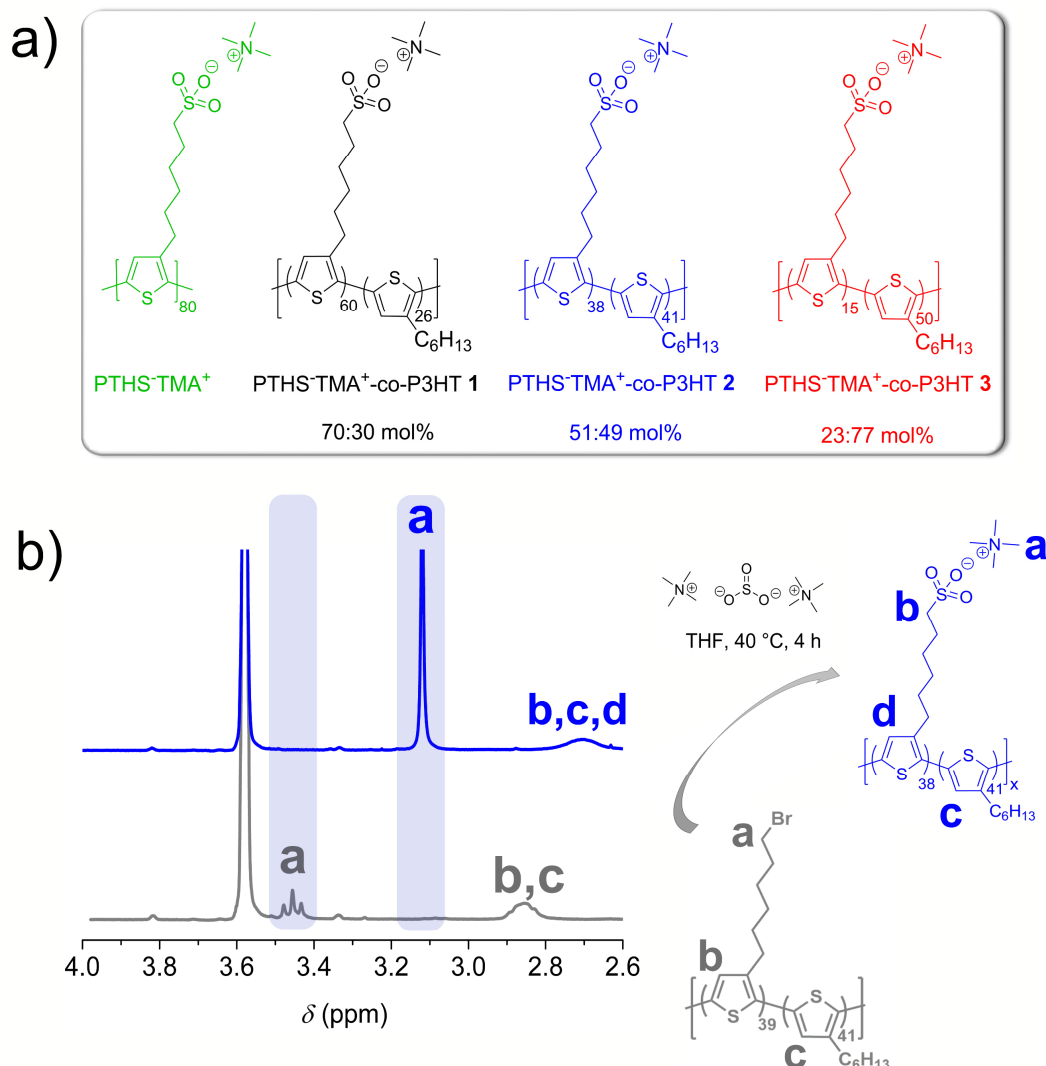 a)
O O⊖ ⊕N
S
O
S
80
PTHS⁻TMA⁺
O O⊖ ⊕N
S
O
S S
60 26
C₆H₁₃
PTHS⁻TMA⁺-co-P3HT 1
70:30 mol%
O O⊖ ⊕N
S
O
S S
38 41
C₆H₁₃
PTHS⁻TMA⁺-co-P3HT 2
51:49 mol%
O O⊖ ⊕N
S
O
S S
15 50
C₆H₁₃
PTHS⁻TMA⁺-co-P3HT 3
23:77 mol%
b)
a
b,c,d
a
b,c
4.0 3.8 3.6 3.4 3.2 3.0 2.8 2.6
δ (ppm)
N⊕ ⊖O S O⊖ ⊕N
O
THF, 40 °C, 4 h
N⊕ a
O O⊖
b S O
d
S S
38 41 x
c C₆H₁₃
a Br
b
S S
39 41
c C₆H₁₃